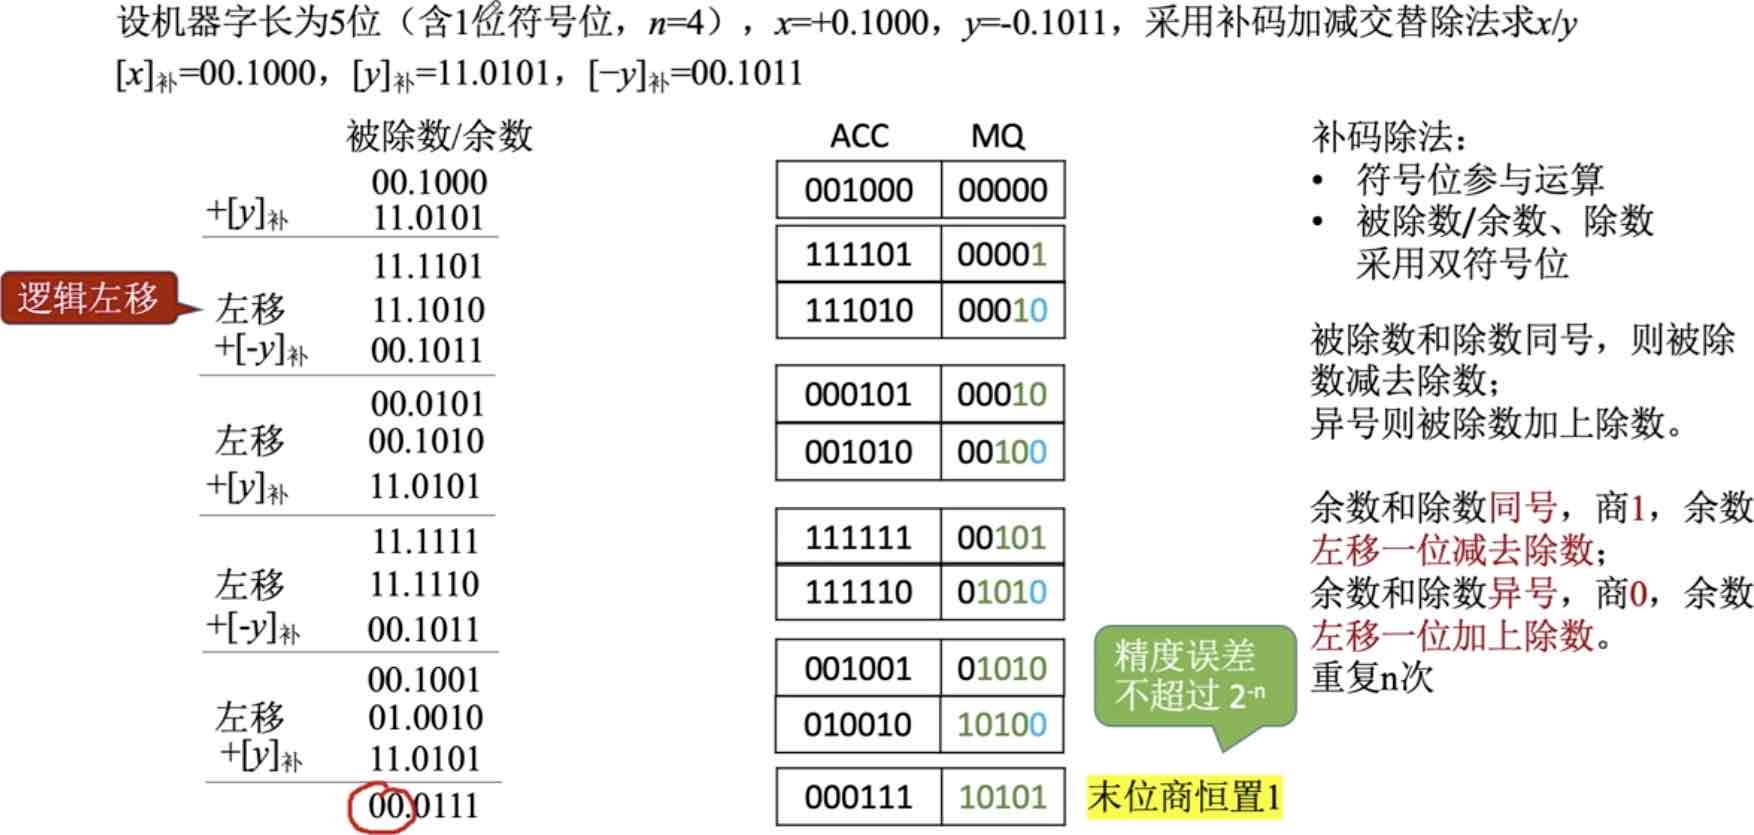 设机器字长为5位（含1位符号位，n=4），x=+0.1000，y=-0.1011，采用补码加减交替除法求x/y
[x]补=00.1000，[y]补=11.0101，[−y]补=00.1011
被除数/余数
00.1000
+[y]补 11.0101
11.1101
逻辑左移
左移 11.1010
+[-y]补 00.1011
00.0101
左移 00.1010
+[y]补 11.0101
11.1111
左移 11.1110
+[-y]补 00.1011
00.1001
左移 01.0010
+[y]补 11.0101
00.0111
ACC MQ
001000 00000
111101 00001
111010 00010
000101 00010
001010 00100
111111 00101
111110 01010
001001 01010
010010 10100
000111 10101
精度误差
不超过 2-n
末位商恒置1
补码除法：
• 符号位参与运算
• 被除数/余数、除数
采用双符号位
被除数和除数同号，则被除
数减去除数；
异号则被除数加上除数。
余数和除数同号，商1，余数
左移一位减去除数；
余数和除数异号，商0，余数
左移一位加上除数。
重复n次